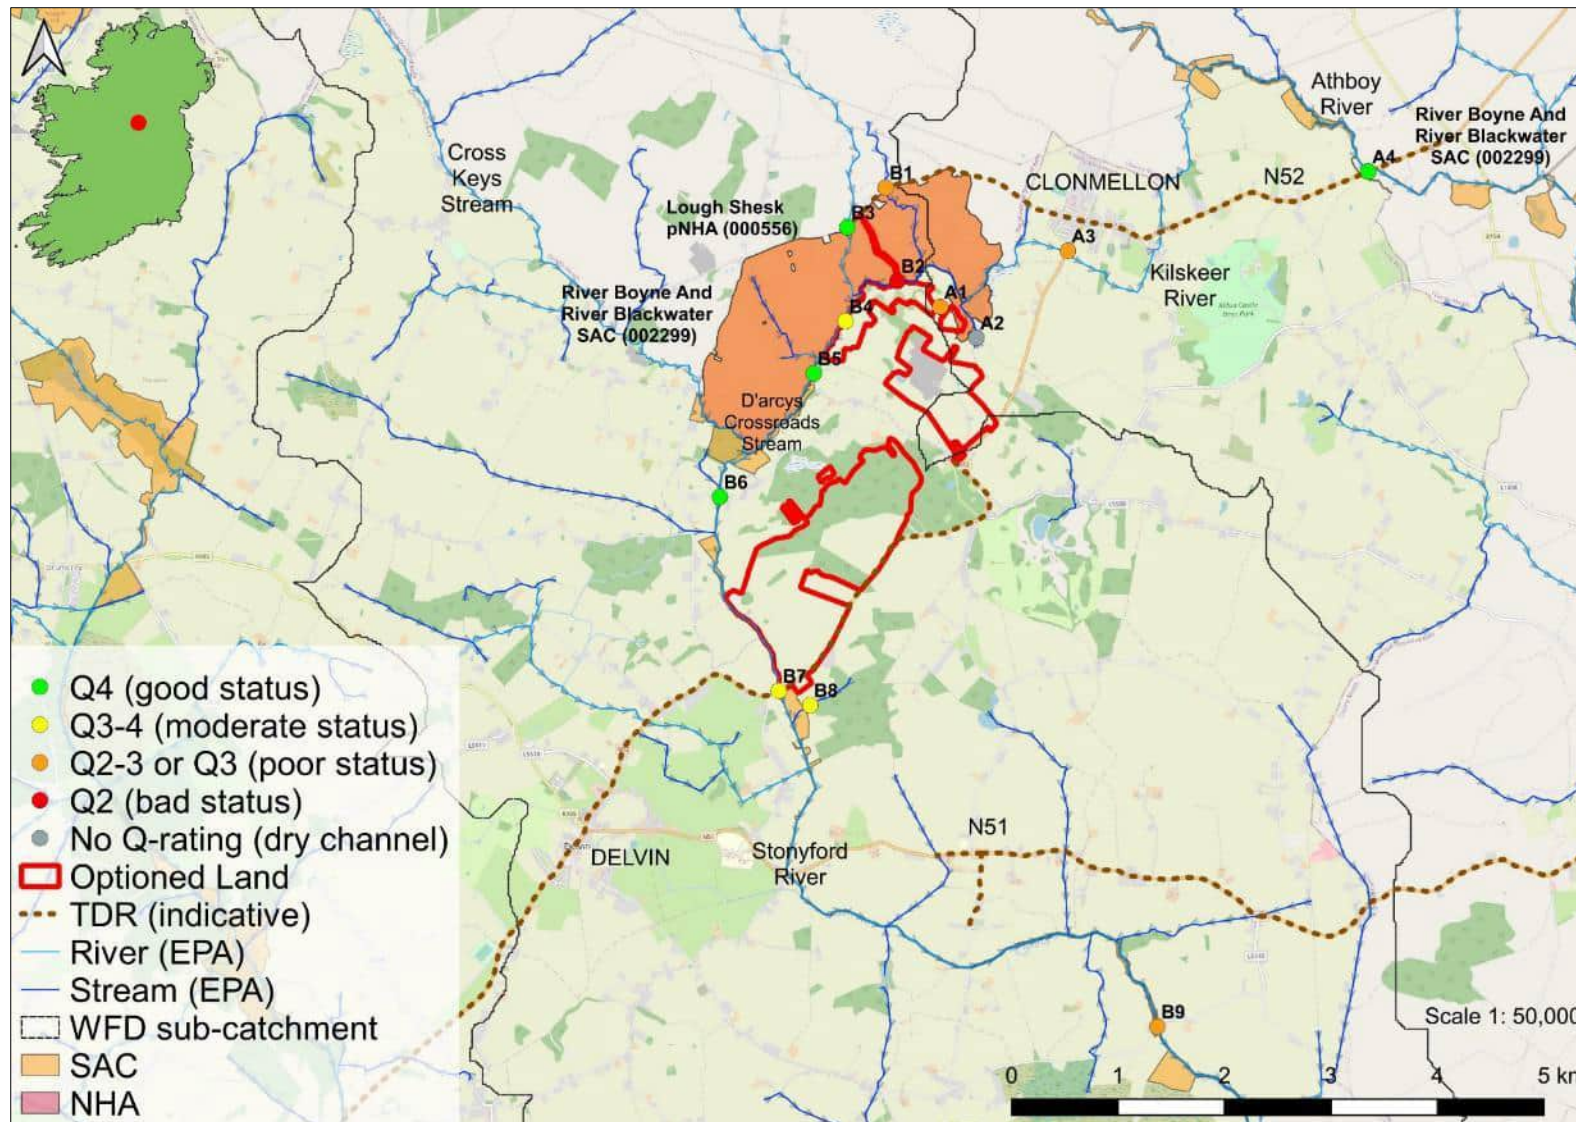 Athboy
River
River Boyne And
River Blackwater
SAC (002299)
A4
Cross
Keys
Stream
B1
CLONMELLON
N52
Lough Shesk
pNHA (000556)
B3
A3
B2
Kilskeer
River
River Boyne And
River Blackwater
SAC (002299)
A1
B4
A2
B5
D'arcys
Crossroads
Stream
B6
B7
B8
Q4 (good status)
Q3-4 (moderate status)
Q2-3 or Q3 (poor status)
Q2 (bad status)
No Q-rating (dry channel)
Optioned Land
TDR (indicative)
River (EPA)
Stream (EPA)
WFD sub-catchment
SAC
NHA
N51
DELVIN
Stonyford
River
B9
Scale 1: 50,000
0 1 2 3 4 5 km